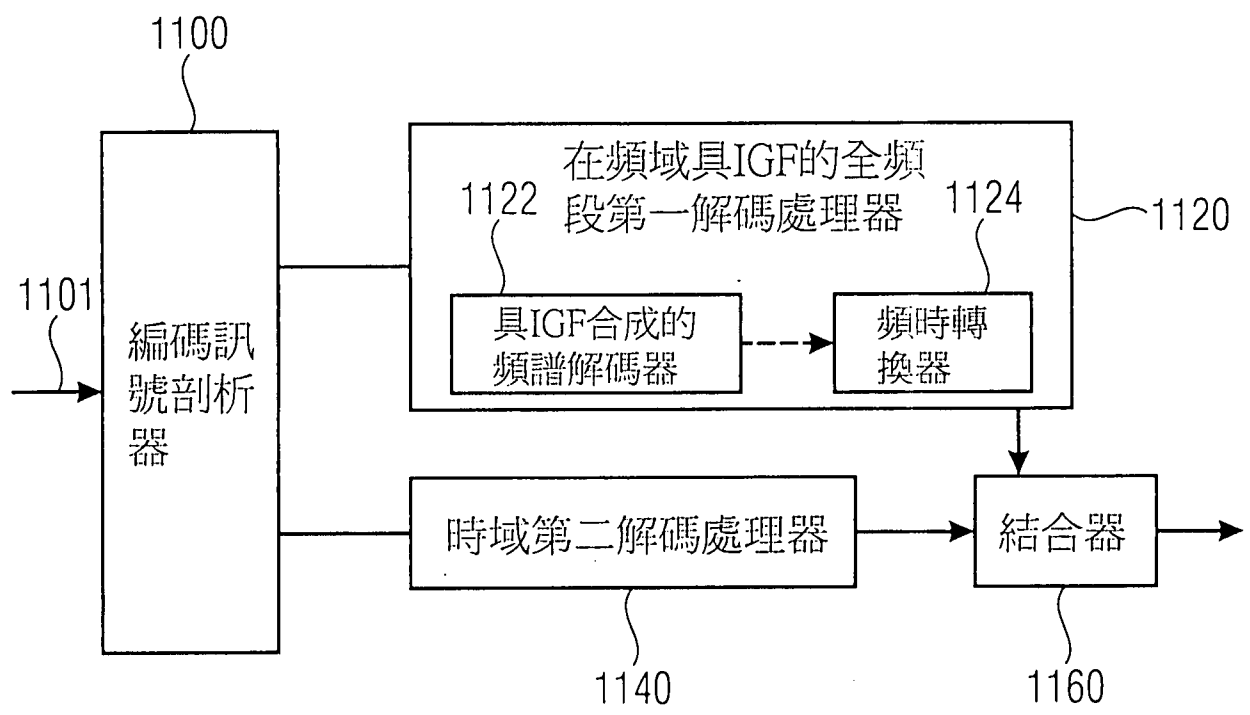 1100
1101
編碼訊
號剖析
器
在頻域具IGF的全頻
段第一解碼處理器
1120
1122
1124
具IGF合成的
頻譜解碼器
頻時轉
換器
時域第二解碼處理器
結合器
1140
1160